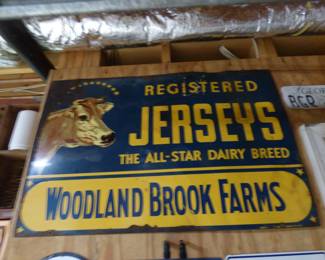 REGISTERED
JERSEYS
THE ALL-STAR DAIRY BREED
WOODLAND BROOK FARMS